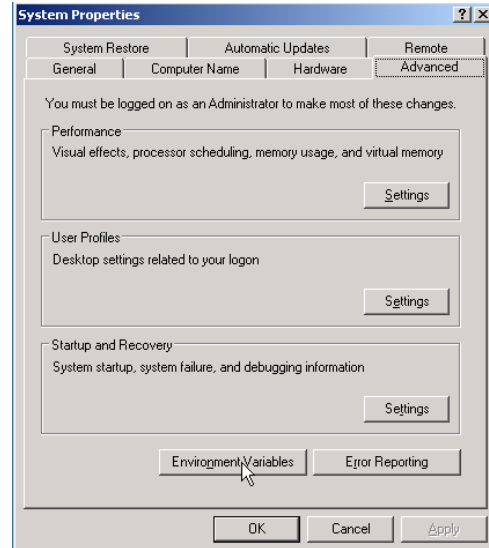 System Properties
System Restore Automatic Updates Remote
General Computer Name Hardware Advanced
You must be logged on as an Administrator to make most of these changes.
Performance
Visual effects, processor scheduling, memory usage, and virtual memory
Settings
User Profiles
Desktop settings related to your logon
Settings
Startup and Recovery
System startup, system failure, and debugging information
Settings
Environment Variables Error Reporting
OK Cancel Apply